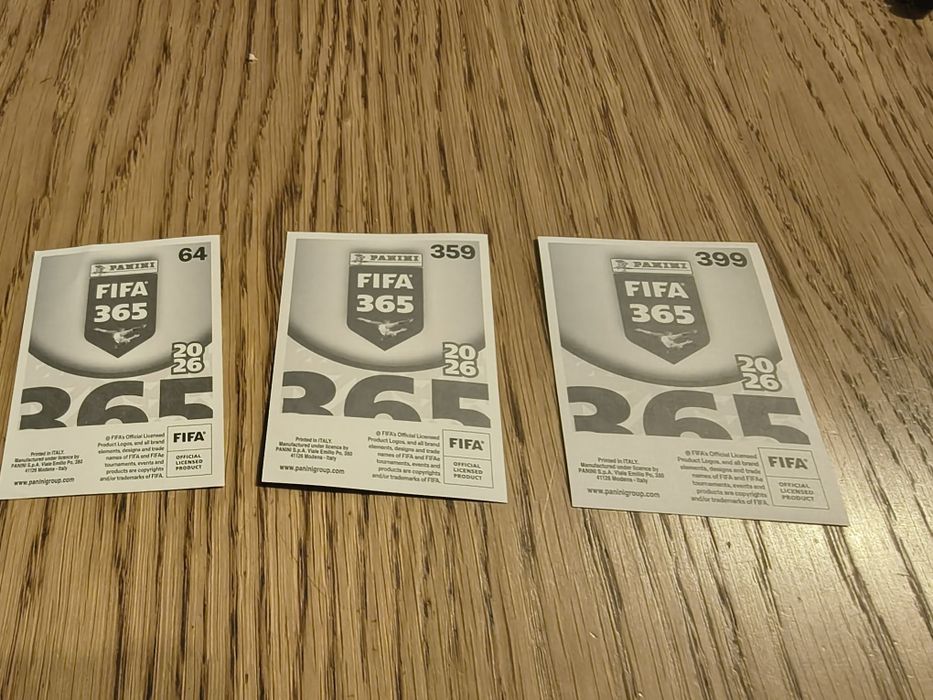 64
PANINI
FIFA
365
20
26
365
Printed in ITALY.
Manufactured under licence by
PANINI S.p.A. Viale Emilio Po, 380
41126 Modena - Italy
www.paninigroup.com
@ FIFA's Official Licensed
Product Logos, and all brand
elements, designs and trade
names of FIFA and FIFAe
tournaments, events and
products are copyrights
and/or trademarks of FIFA.
FIFA
OFFICIAL
LICENSED
PRODUCT
359
PANINI
FIFA
365
20
26
365
Printed in ITALY.
Manufactured under licence by
PANINI S.p.A. Viale Emilio Po, 380
41126 Modena - Italy
www.paninigroup.com
@ FIFA's Official Licensed
Product Logos, and all brand
elements, designs and trade
names of FIFA and FIFAe
tournaments, events and
products are copyrights
and/or trademarks of FIFA.
FIFA
OFFICIAL
LICENSED
PRODUCT
399
PANINI
FIFA
365
20
26
365
Printed in ITALY.
Manufactured under licence by
PANINI S.p.A. Viale Emilio Po, 380
41126 Modena - Italy
www.paninigroup.com
@ FIFA's Official Licensed
Product Logos, and all brand
elements, designs and trade
names of FIFA and FIFAe
tournaments, events and
products are copyrights
and/or trademarks of FIFA.
FIFA
OFFICIAL
LICENSED
PRODUCT